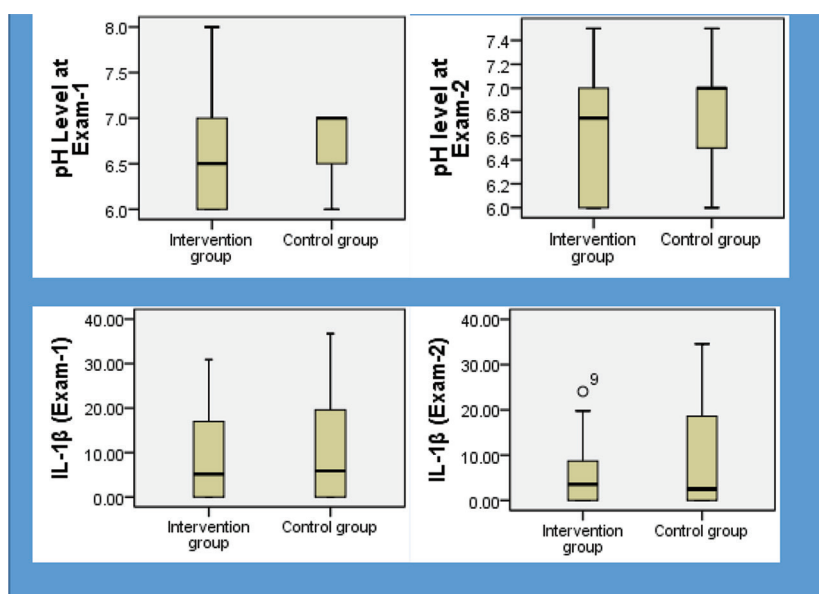 pH Level at
Exam-1
8.0
7.5
7.0
6.5
6.0
Intervention
group
Control group
pH level at
Exam-2
7.4
7.2
7.0
6.8
6.6
6.4
6.2
6.0
Intervention
group
Control group
IL-1β (Exam-1)
40.00
30.00
20.00
10.00
0.00
Intervention
group
Control group
IL-1β (Exam-2)
40.00
30.00
20.00
10.00
0.00
9
Intervention
group
Control group